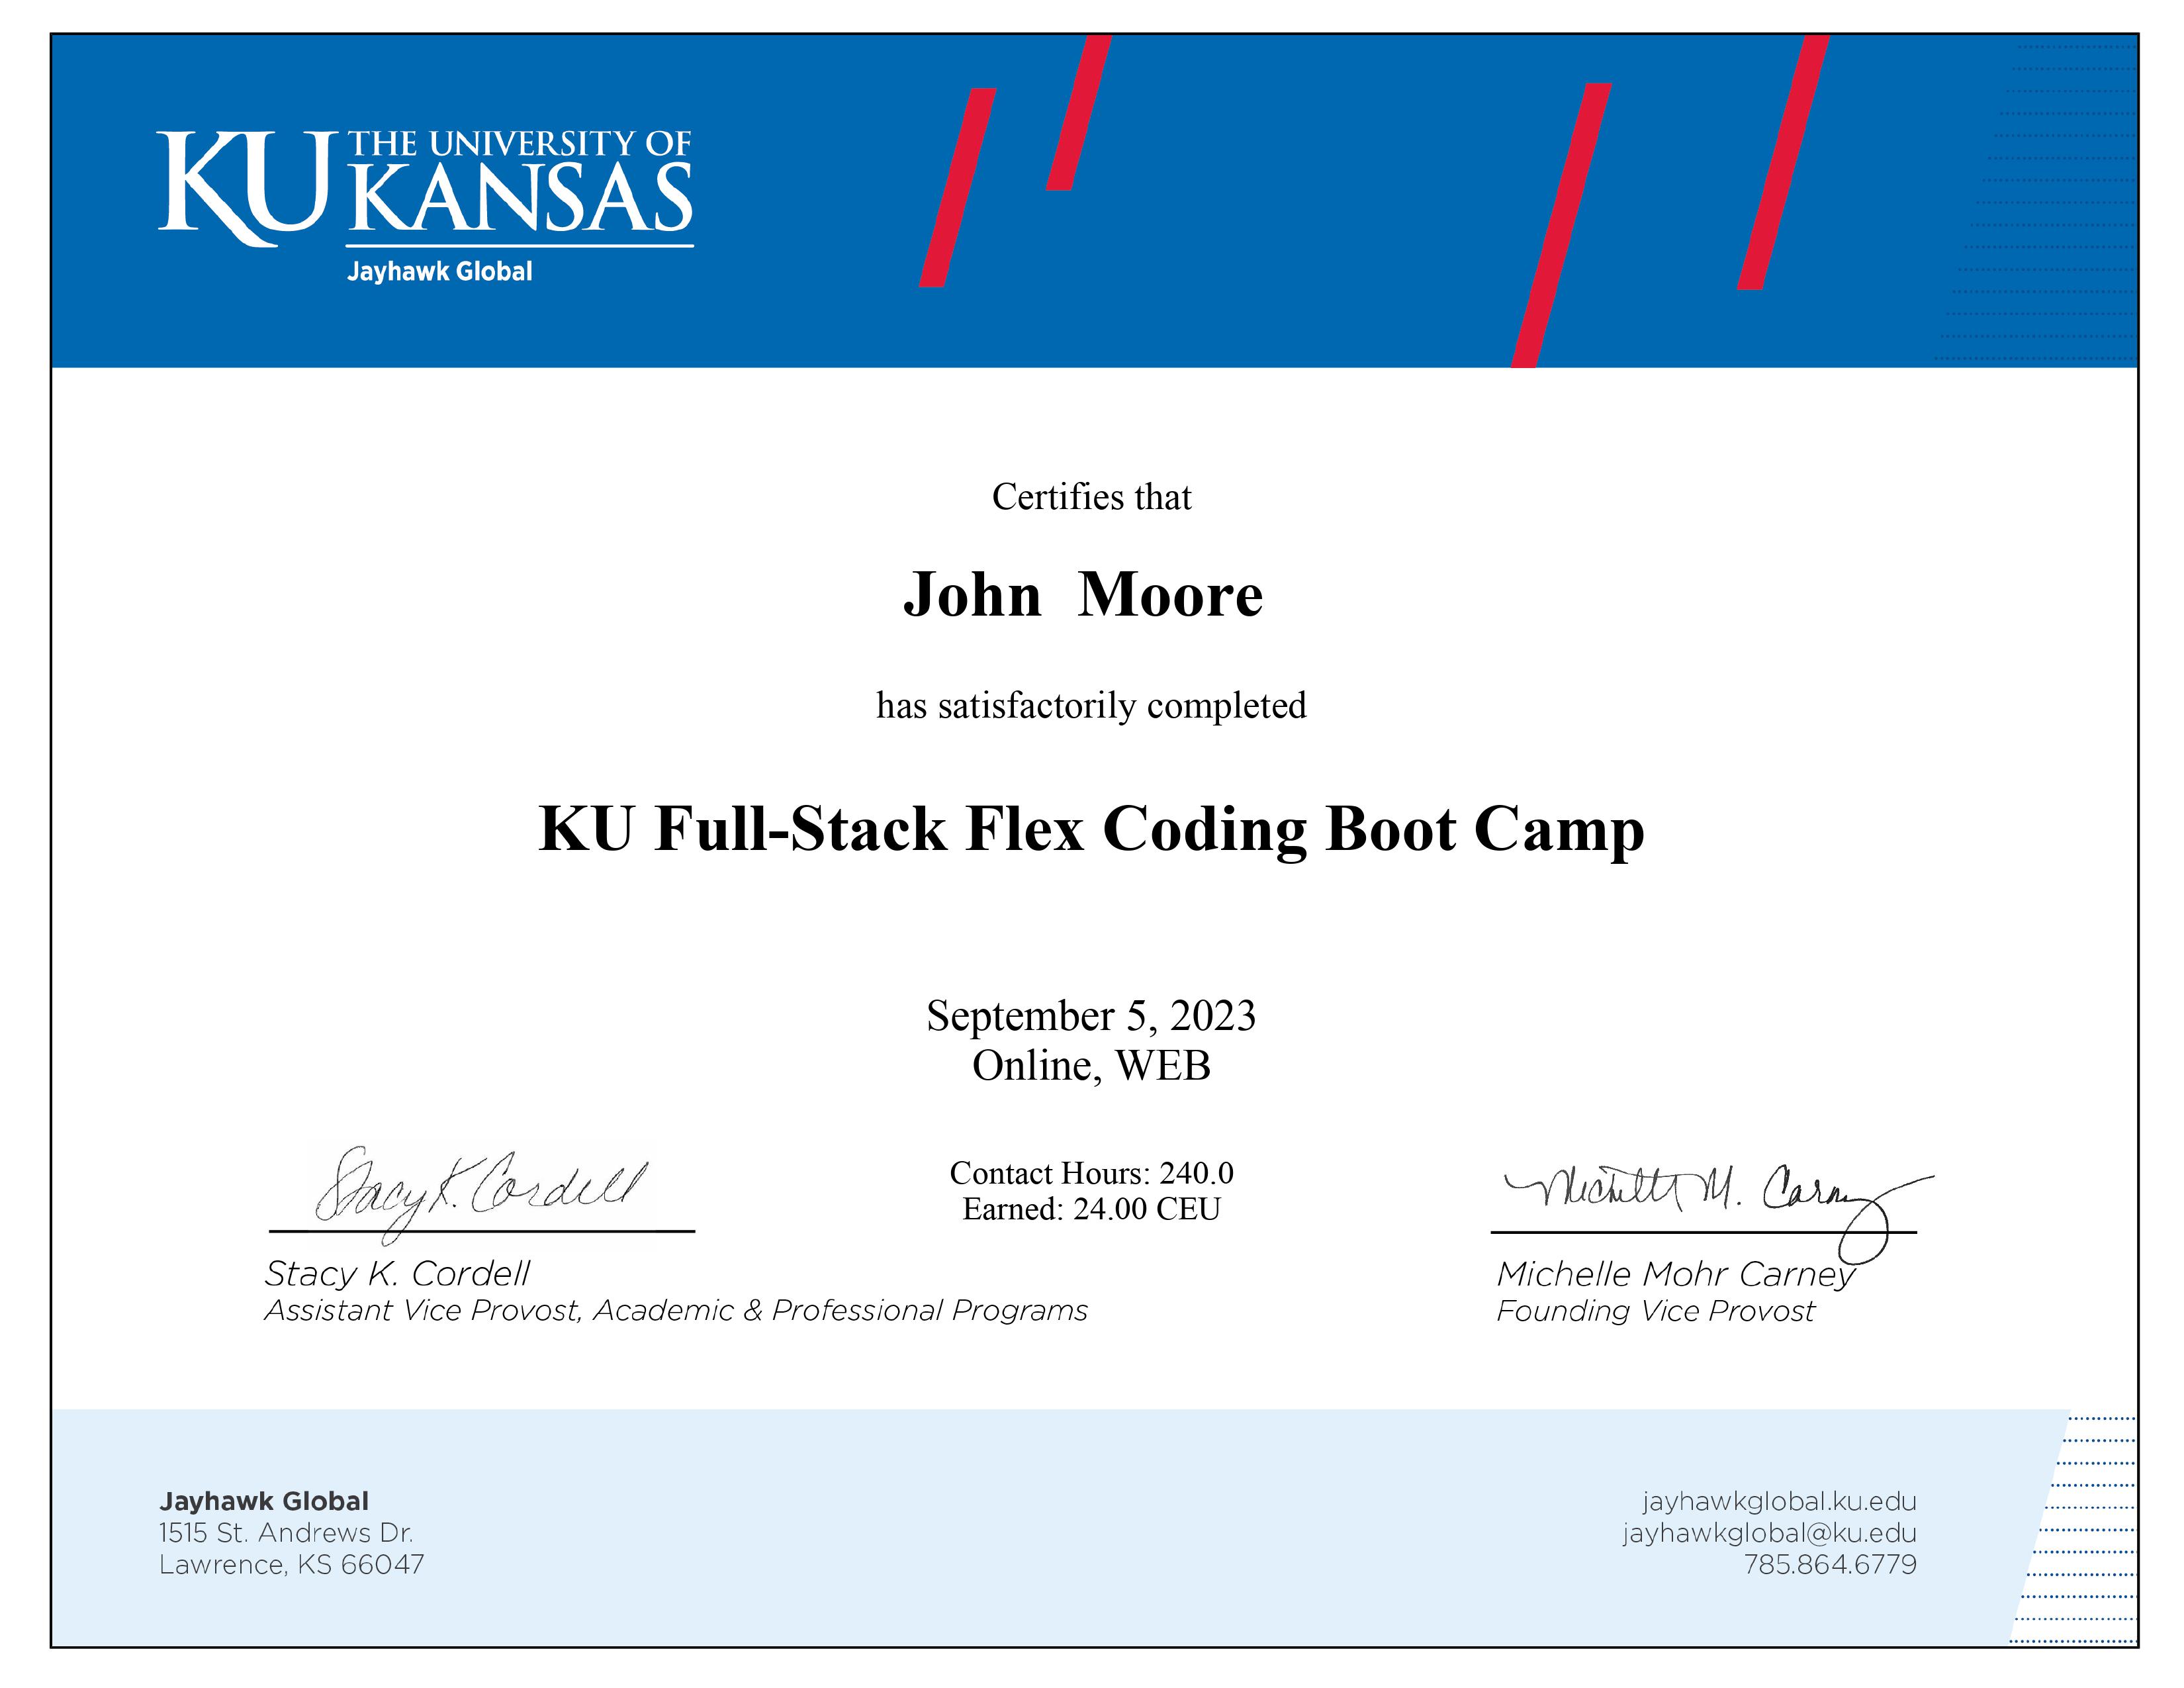 KU THE UNIVERSITY OF
KANSAS
Jayhawk Global
Certifies that
John Moore
has satisfactorily completed
KU Full-Stack Flex Coding Boot Camp
September 5, 2023
Online, WEB
Contact Hours: 240.0
Earned: 24.00 CEU
Stacy K. Cordell
Stacy K. Cordell
Assistant Vice Provost, Academic & Professional Programs
Michelle M. Carney
Michelle Mohr Carney
Founding Vice Provost
Jayhawk Global
1515 St. Andrews Dr.
Lawrence, KS 66047
jayhawkglobal.ku.edu
jayhawkglobal@ku.edu
785.864.6779